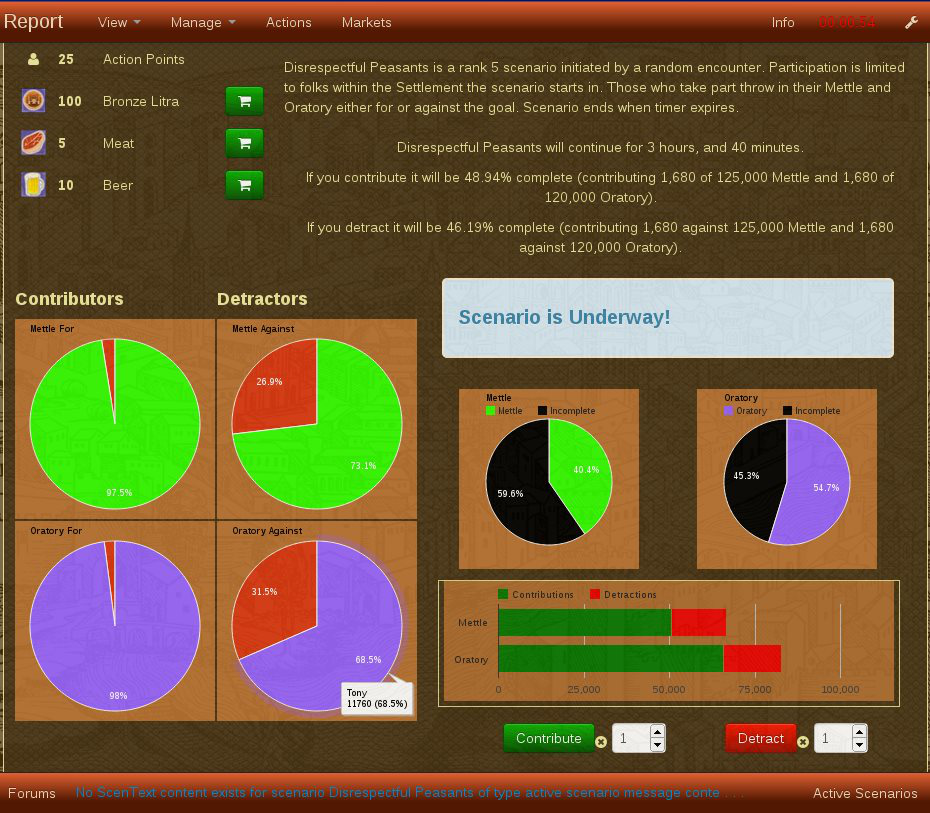 Report View Manage Actions Markets Info 00:00:54
25 Action Points
100 Bronze Litra
5 Meat
10 Beer
Disrespectful Peasants is a rank 5 scenario initiated by a random encounter. Participation is limited
to folks within the Settlement the scenario starts in. Those who take part throw in their Mettle and
Oratory either for or against the goal. Scenario ends when timer expires.
Disrespectful Peasants will continue for 3 hours, and 40 minutes.
If you contribute it will be 48.94% complete (contributing 1,680 of 125,000 Mettle and 1,680 of
120,000 Oratory).
If you detract it will be 46.19% complete (contributing 1,680 against 125,000 Mettle and 1,680
against 120,000 Oratory).
Contributors
Detractors
Mettle For
97.5%
Mettle Against
26.9%
73.1%
Oratory For
98%
Oratory Against
31.5%
68.5%
Tony
11760 (68.5%)
Scenario is Underway!
Mettle
Mettle Incomplete
40.4%
59.6%
Oratory
Oratory Incomplete
45.3%
54.7%
Contributions Detractions
Mettle
Oratory
0 25,000 50,000 75,000 100,000
Contribute 1 Detract 1
Forums No ScenText content exists for scenario Disrespectful Peasants of type active scenario message conte . . . Active Scenarios